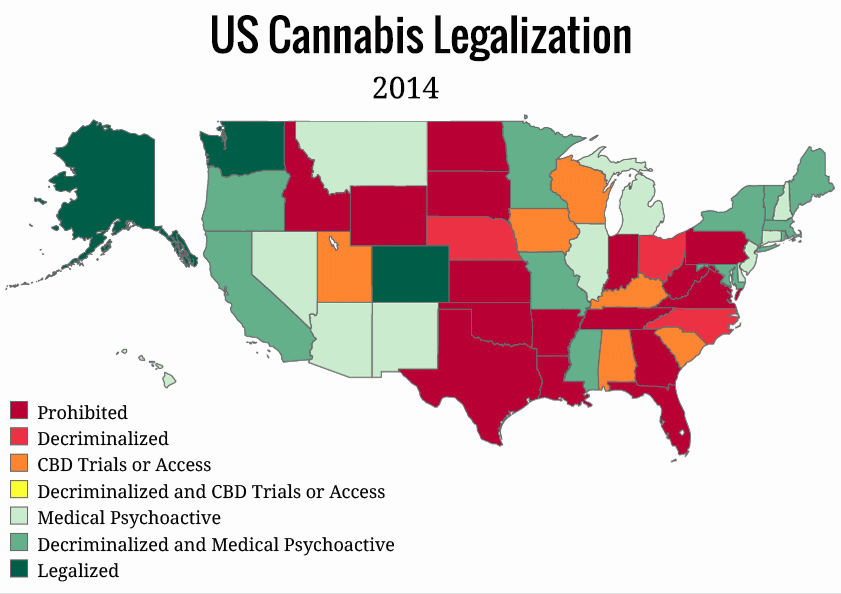 US Cannabis Legalization
2014
Prohibited
Decriminalized
CBD Trials or Access
Decriminalized and CBD Trials or Access
Medical Psychoactive
Decriminalized and Medical Psychoactive
Legalized